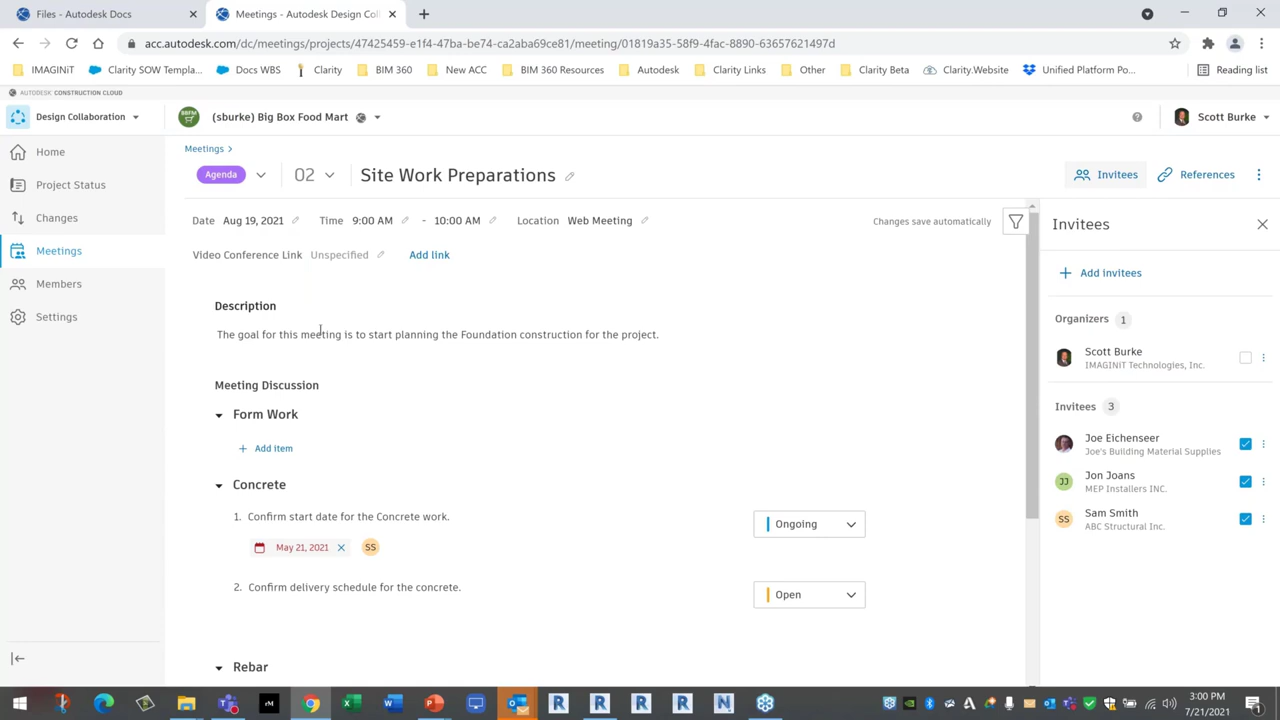 Files - Autodesk Docs
Meetings - Autodesk Design Coll
acc.autodesk.com/dc/meetings/projects/47425459-e1f4-47ba-be74-ca2aba69ce81/meeting/01819a35-58f9-4fac-8890-63657621497d
IMAGINiT
Clarity SOW Templa...
Docs WBS
Clarity
BIM 360
New ACC
BIM 360 Resources
Autodesk
Clarity Links
Other
Clarity Beta
Clarity.Website
Unified Platform Po...
Reading list
AUTODESK CONSTRUCTION CLOUD
Design Collaboration
SBFM
(sburke) Big Box Food Mart
Scott Burke
Home
Project Status
Changes
Meetings
Members
Settings
Meetings >
Agenda
02
Site Work Preparations
Invitees
References
Date Aug 19, 2021 Time 9:00 AM - 10:00 AM Location Web Meeting
Changes save automatically
Video Conference Link Unspecified Add link
Description
The goal for this meeting is to start planning the Foundation construction for the project.
Meeting Discussion
Form Work
+ Add item
Concrete
1. Confirm start date for the Concrete work.
Ongoing
May 21, 2021
SS
2. Confirm delivery schedule for the concrete.
Open
Rebar
Invitees
+ Add invitees
Organizers 1
Scott Burke
IMAGINiT Technologies, Inc.
Invitees 3
Joe Eichenseer
Joe's Building Material Supplies
JJ
Jon Joans
MEP Installers INC.
SS
Sam Smith
ABC Structural Inc.
3:00 PM
7/21/2021